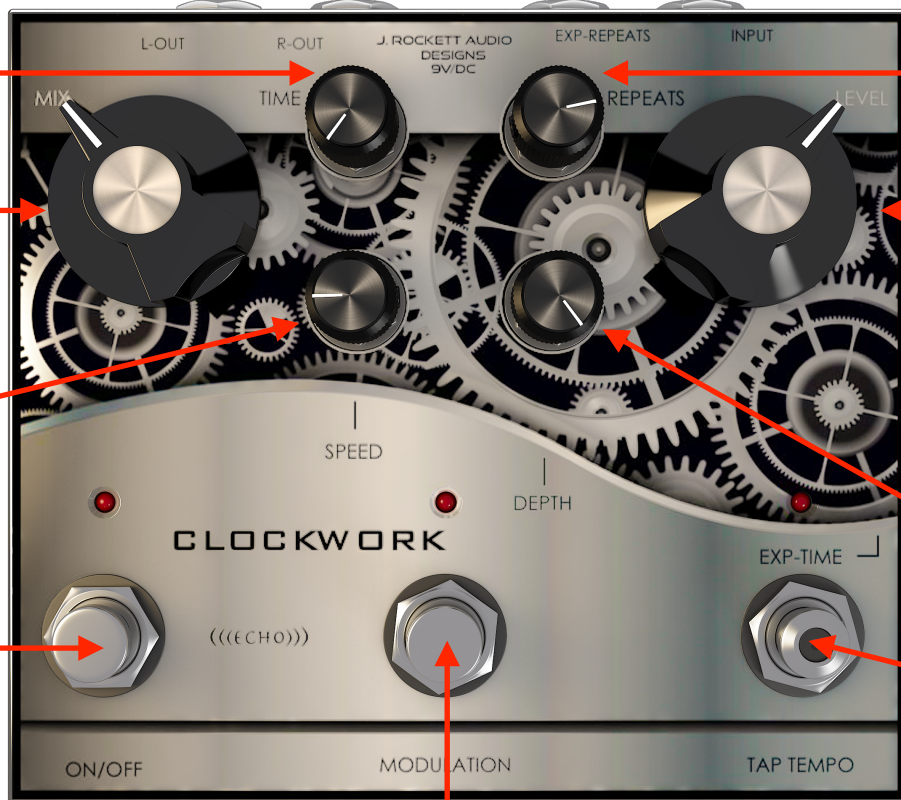 L-OUT
R-OUT
J. ROCKETT AUDIO
DESIGNS
9V/DC
EXP-REPEATS
INPUT
MIX
TIME
REPEATS
LEVEL
SPEED
DEPTH
CLOCKWORK
EXP-TIME
(((ECHO)))
ON/OFF
MODULATION
TAP TEMPO